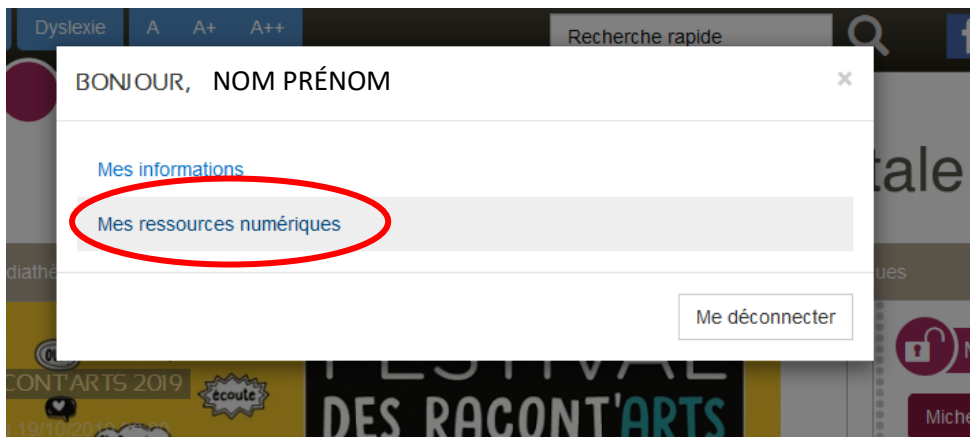 Dyslexie A A+ A++ Recherche rapide
BONJOUR, NOM PRÉNOM ×
Mes informations
Mes ressources numériques
Me déconnecter
CONT'ARTS 2019
écoute
DES RACONT'ARTS